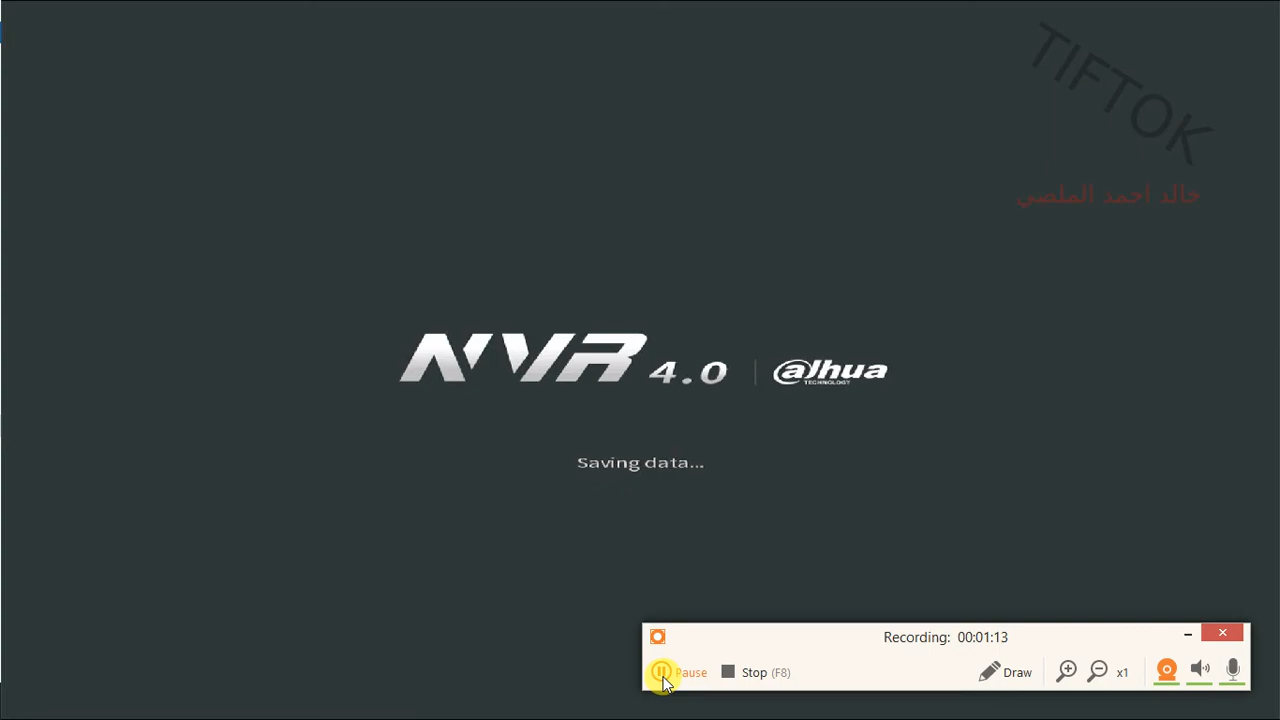 TIFTOK
خالد احمد الملصي
NVR 4.0
alhua
TECHNOLOGY
Saving data...
Recording: 00:01:13
Pause
Stop (F8)
Draw
x1